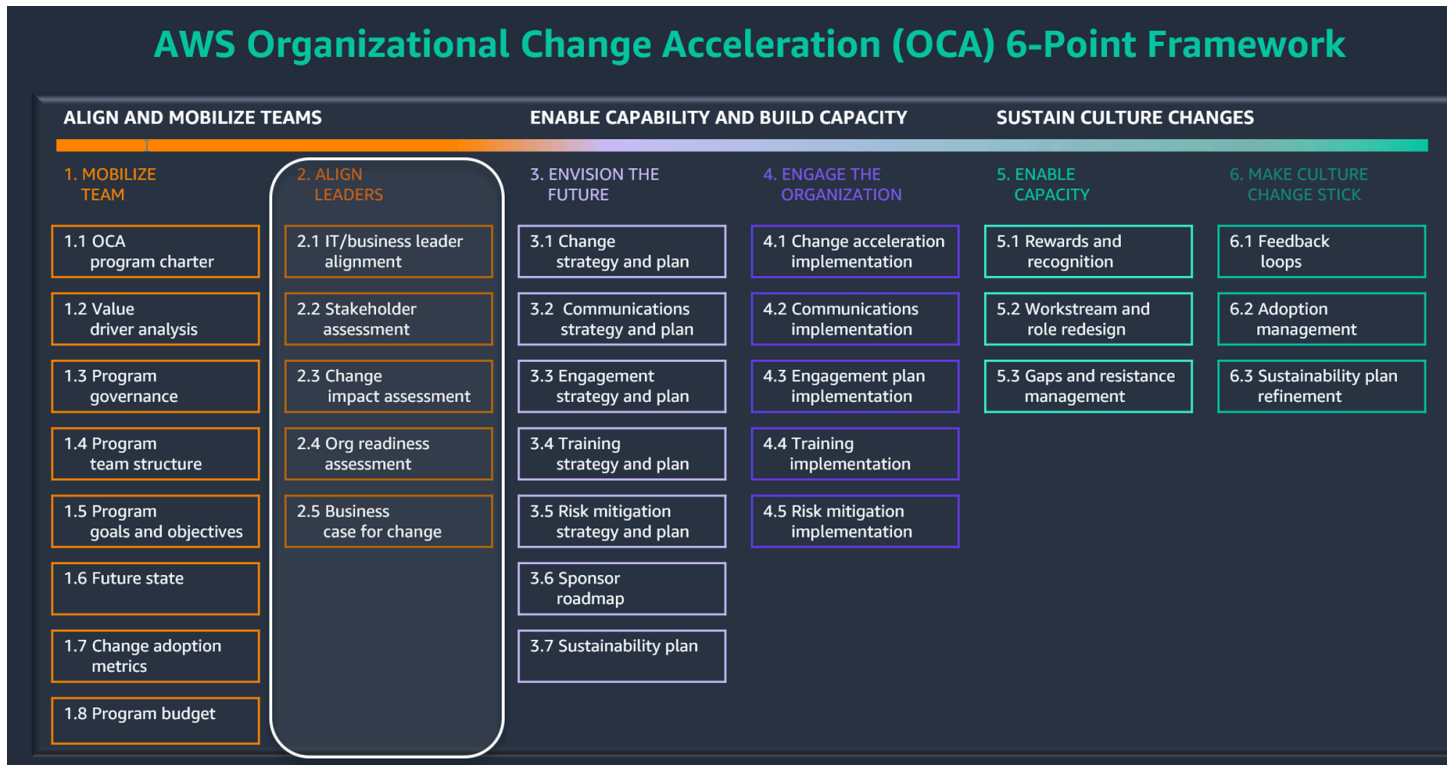 AWS Organizational Change Acceleration (OCA) 6-Point Framework
ALIGN AND MOBILIZE TEAMS
ENABLE CAPABILITY AND BUILD CAPACITY
SUSTAIN CULTURE CHANGES
1. MOBILIZE
TEAM
1.1 OCA
program charter
1.2 Value
driver analysis
1.3 Program
governance
1.4 Program
team structure
1.5 Program
goals and objectives
1.6 Future state
1.7 Change adoption
metrics
1.8 Program budget
2. ALIGN
LEADERS
2.1 IT/business leader
alignment
2.2 Stakeholder
assessment
2.3 Change
impact assessment
2.4 Org readiness
assessment
2.5 Business
case for change
3. ENVISION THE
FUTURE
3.1 Change
strategy and plan
3.2 Communications
strategy and plan
3.3 Engagement
strategy and plan
3.4 Training
strategy and plan
3.5 Risk mitigation
strategy and plan
3.6 Sponsor
roadmap
3.7 Sustainability plan
4. ENGAGE THE
ORGANIZATION
4.1 Change acceleration
implementation
4.2 Communications
implementation
4.3 Engagement plan
implementation
4.4 Training
implementation
4.5 Risk mitigation
implementation
5. ENABLE
CAPACITY
5.1 Rewards and
recognition
5.2 Workstream and
role redesign
5.3 Gaps and resistance
management
6. MAKE CULTURE
CHANGE STICK
6.1 Feedback
loops
6.2 Adoption
management
6.3 Sustainability plan
refinement